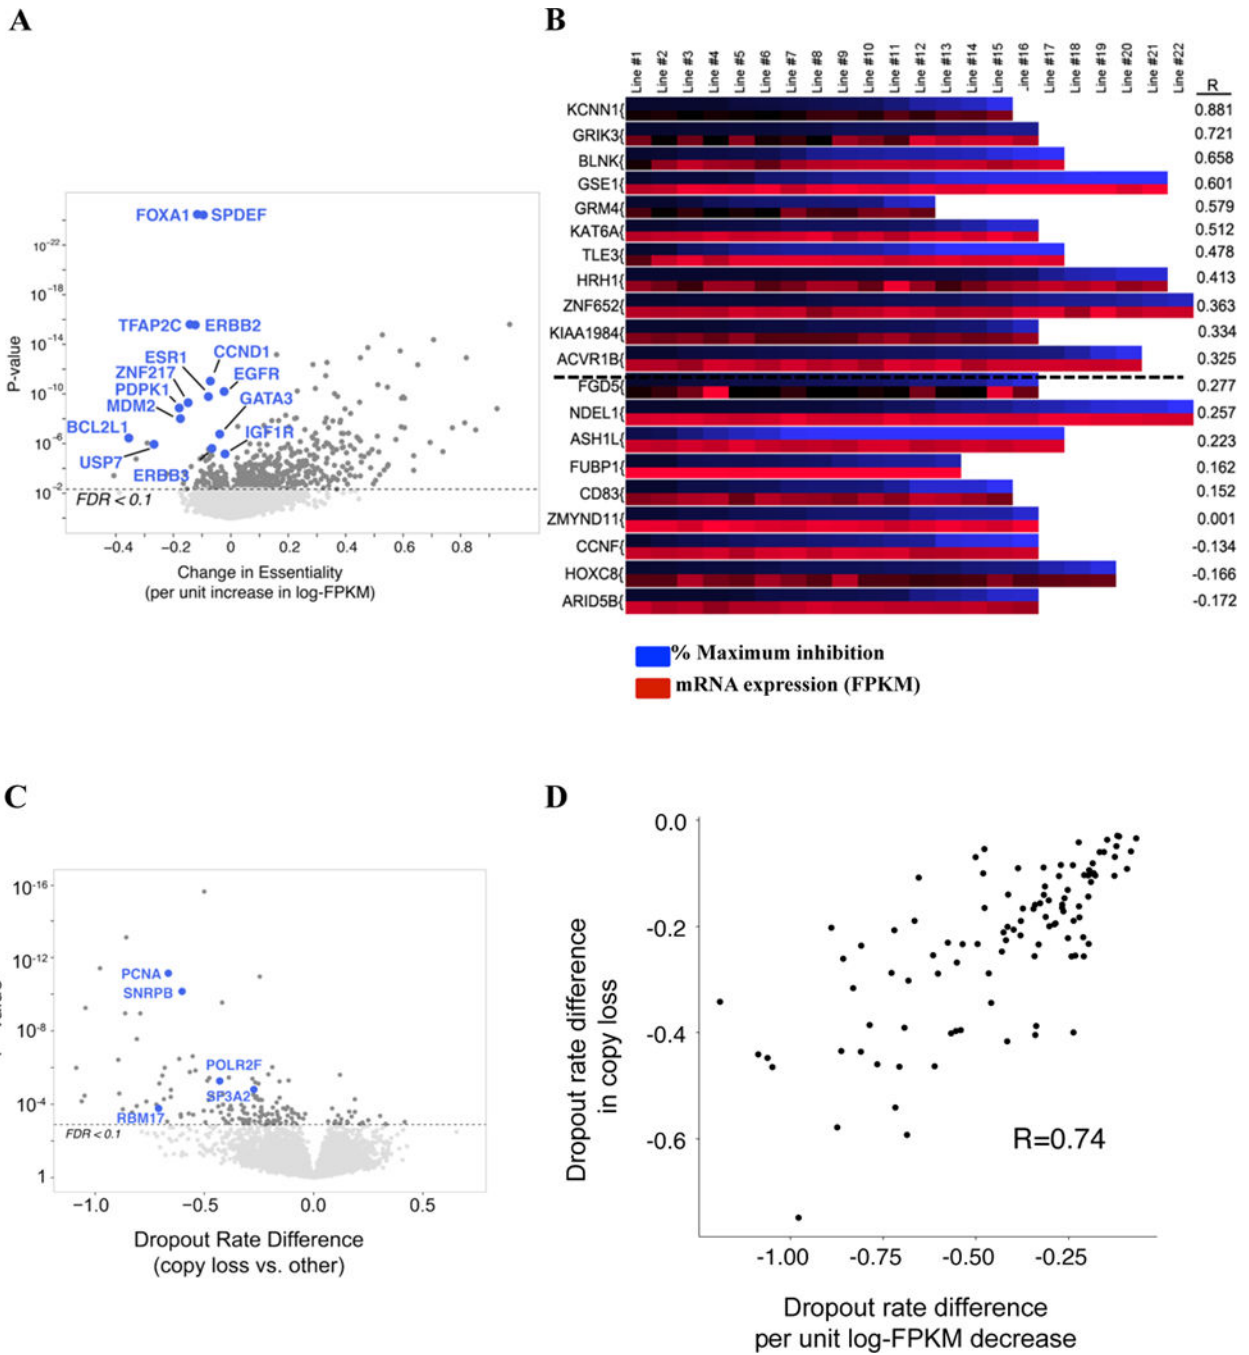 A
B
Line #1
Line #2
Line #3
Line #4
Line #5
Line #6
Line #7
Line #8
Line #9
Line #10
Line #11
Line #12
Line #13
Line #14
Line #15
Line #16
Line #17
Line #18
Line #19
Line #20
Line #21
Line #22
R
KCNN1{ 0.881
GRIK3{ 0.721
BLNK{ 0.658
GSE1{ 0.601
GRM4{ 0.579
KAT6A{ 0.512
TLE3{ 0.478
HRH1{ 0.413
ZNF652{ 0.363
KIAA1984{ 0.334
ACVR1B{ 0.325
FGD5{ 0.277
NDEL1{ 0.257
ASH1L{ 0.223
FUBP1{ 0.162
CD83{ 0.152
ZMYND11{ 0.001
CCNF{ -0.134
HOXC8{ -0.166
ARID5B{ -0.172
% Maximum inhibition
mRNA expression (FPKM)
FOXA1 SPDEF
TFAP2C ERBB2
ESR1 CCND1
ZNF217 EGFR
PDPK1 GATA3
MDM2
BCL2L1 IGF1R
USP7 ERBB3
FDR < 0.1
P-value
10-22
10-18
10-14
10-10
10-6
10-2
−0.4 −0.2 0 0.2 0.4 0.6 0.8
Change in Essentiality
(per unit increase in log-FPKM)
C
10-16
10-12
10-8
10-4
1
PCNA
SNRPB
POLR2F
SF3A2
RBM17
FDR < 0.1
−1.0 −0.5 0.0 0.5
Dropout Rate Difference
(copy loss vs. other)
D
Dropout rate difference
in copy loss
0.0
-0.2
-0.4
-0.6
R=0.74
-1.00 -0.75 -0.50 -0.25
Dropout rate difference
per unit log-FPKM decrease